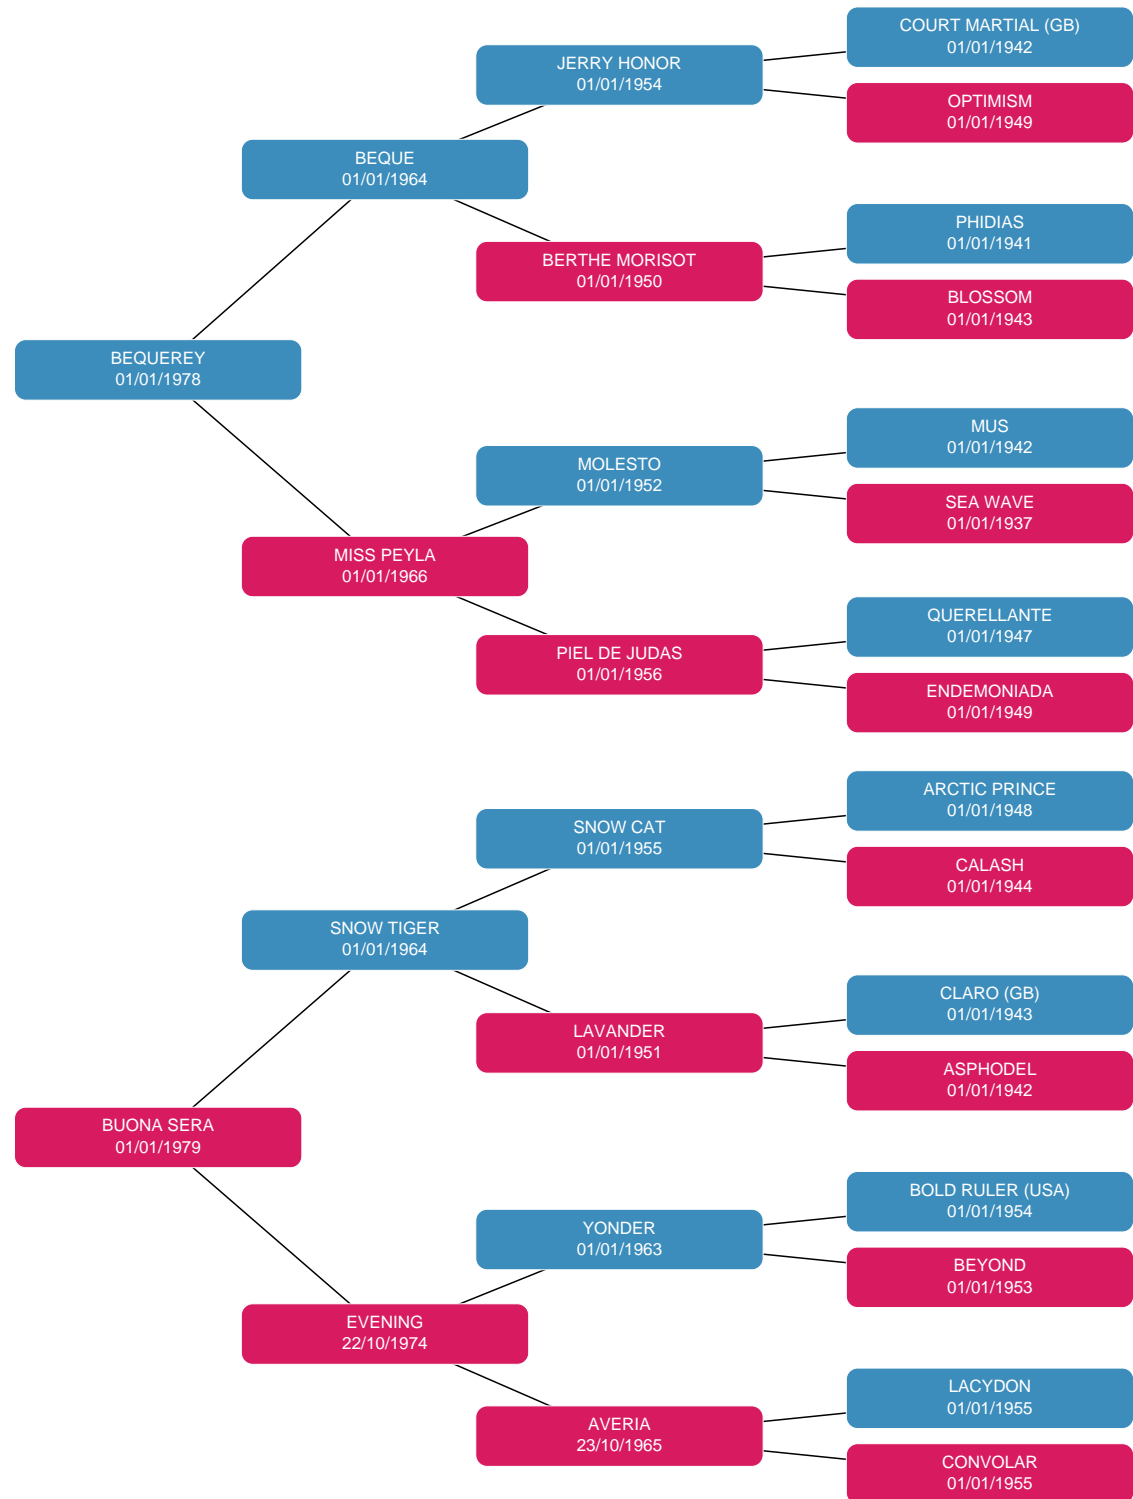 COURT MARTIAL (GB)
01/01/1942
JERRY HONOR
01/01/1954
OPTIMISM
01/01/1949
BEQUE
01/01/1964
PHIDIAS
01/01/1941
BERTHE MORISOT
01/01/1950
BLOSSOM
01/01/1943
BEQUEREY
01/01/1978
MUS
01/01/1942
MOLESTO
01/01/1952
SEA WAVE
01/01/1937
MISS PEYLA
01/01/1966
QUERELLANTE
01/01/1947
PIEL DE JUDAS
01/01/1956
ENDEMONIADA
01/01/1949
ARCTIC PRINCE
01/01/1948
SNOW CAT
01/01/1955
CALASH
01/01/1944
SNOW TIGER
01/01/1964
CLARO (GB)
01/01/1943
LAVANDER
01/01/1951
ASPHODEL
01/01/1942
BUONA SERA
01/01/1979
BOLD RULER (USA)
01/01/1954
YONDER
01/01/1963
BEYOND
01/01/1953
EVENING
22/10/1974
LACYDON
01/01/1955
AVERIA
23/10/1965
CONVOLAR
01/01/1955